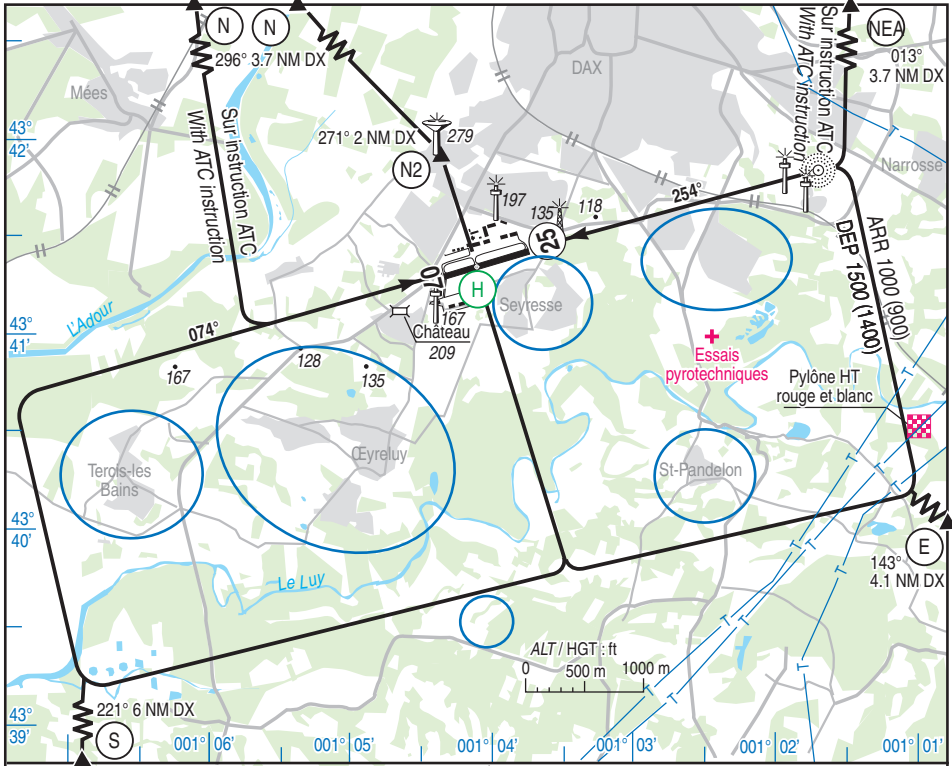 N
N
NEA
296° 3.7 NM DX
013°
3.7 NM DX
Sur instruction ATC
With ATC instruction
DAX
Mées
43°
42'
271° 2 NM DX
279
N2
Sur instruction ATC
With ATC instruction
Narrosse
197
135
118
254°
25
ARR 1000 (900)
DEP 1500 (1400)
07
H
Seyresse
167
L'Adour
43°
41'
074°
Château
209
Essais
pyrotechniques
128
167
135
Pylône HT
rouge et blanc
Œyreluy
Terois-les
Bains
St-Pandelon
43°
40'
E
143°
4.1 NM DX
Le Luy
ALT / HGT : ft
0 500 m 1000 m
221° 6 NM DX
S
43°
39'
001° 06'
001° 05'
001° 04'
001° 03'
001° 02'
001° 01'